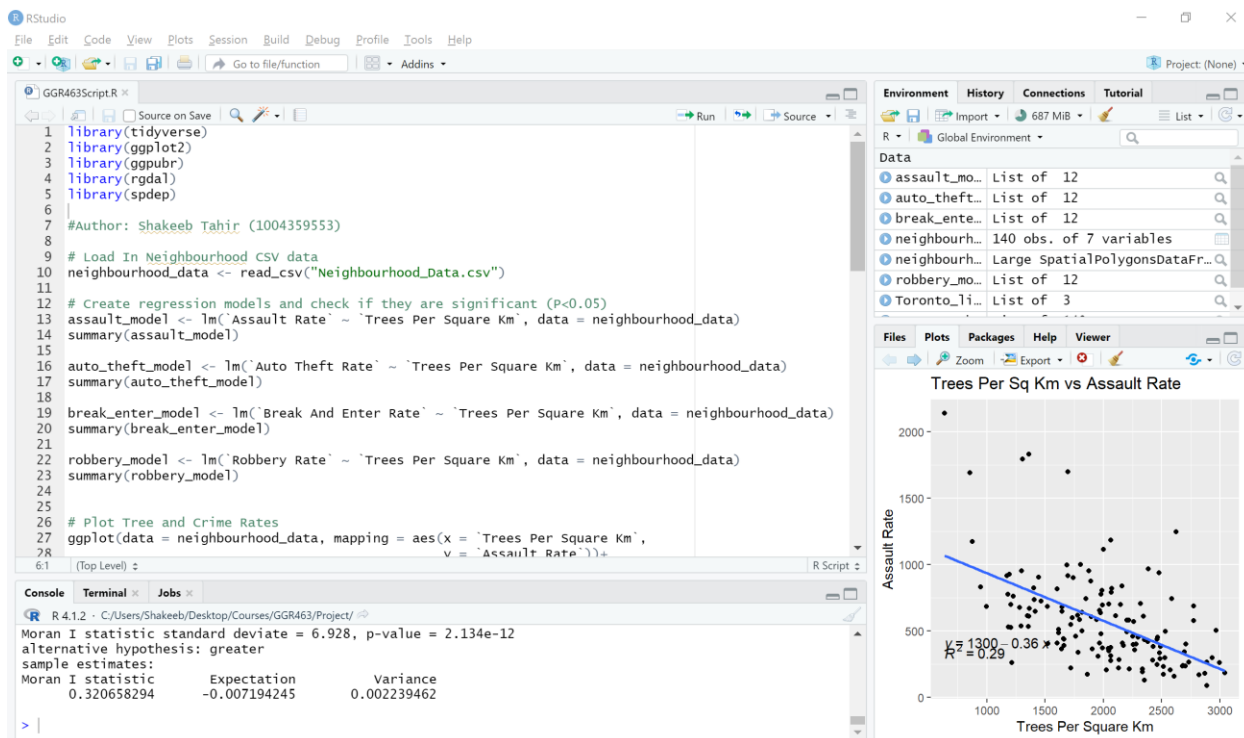 RStudio
File Edit Code View Plots Session Build Debug Profile Tools Help
Go to file/function Addins Project: (None)
GGR463Script.R
Source on Save Run Source
1 library(tidyverse)
2 library(ggplot2)
3 library(ggpubr)
4 library(rgdal)
5 library(spdep)
6
7 #Author: Shakeeb Tahir (1004359553)
8
9 # Load In Neighbourhood CSV data
10 neighbourhood_data <- read_csv("Neighbourhood_Data.csv")
11
12 # Create regression models and check if they are significant (P<0.05)
13 assault_model <- lm(`Assault Rate` ~ `Trees Per Square Km`, data = neighbourhood_data)
14 summary(assault_model)
15
16 auto_theft_model <- lm(`Auto Theft Rate` ~ `Trees Per Square Km`, data = neighbourhood_data)
17 summary(auto_theft_model)
18
19 break_enter_model <- lm(`Break And Enter Rate` ~ `Trees Per Square Km`, data = neighbourhood_data)
20 summary(break_enter_model)
21
22 robbery_model <- lm(`Robbery Rate` ~ `Trees Per Square Km`, data = neighbourhood_data)
23 summary(robbery_model)
24
25
26 # Plot Tree and Crime Rates
27 ggplot(data = neighbourhood_data, mapping = aes(x = `Trees Per Square Km`,
28 y = `Assault Rate`))+
6:1 (Top Level) R Script
Console Terminal Jobs
R 4.1.2 · C:/Users/Shakeeb/Desktop/Courses/GGR463/Project/
Moran I statistic standard deviate = 6.928, p-value = 2.134e-12
alternative hypothesis: greater
sample estimates:
Moran I statistic Expectation Variance
0.320658294 -0.007194245 0.002239462
>
Environment History Connections Tutorial
Import 687 MiB List
R Global Environment
Data
assault_mo… List of 12
auto_theft… List of 12
break_ente… List of 12
neighbourh… 140 obs. of 7 variables
neighbourh… Large SpatialPolygonsDataFr…
robbery_mo… List of 12
Toronto_li… List of 3
Files Plots Packages Help Viewer
Zoom Export
Trees Per Sq Km vs Assault Rate
Assault Rate
2000
1500
1000
500
0
y = 1300 − 0.36 x
R² = 0.29
1000 1500 2000 2500 3000
Trees Per Square Km